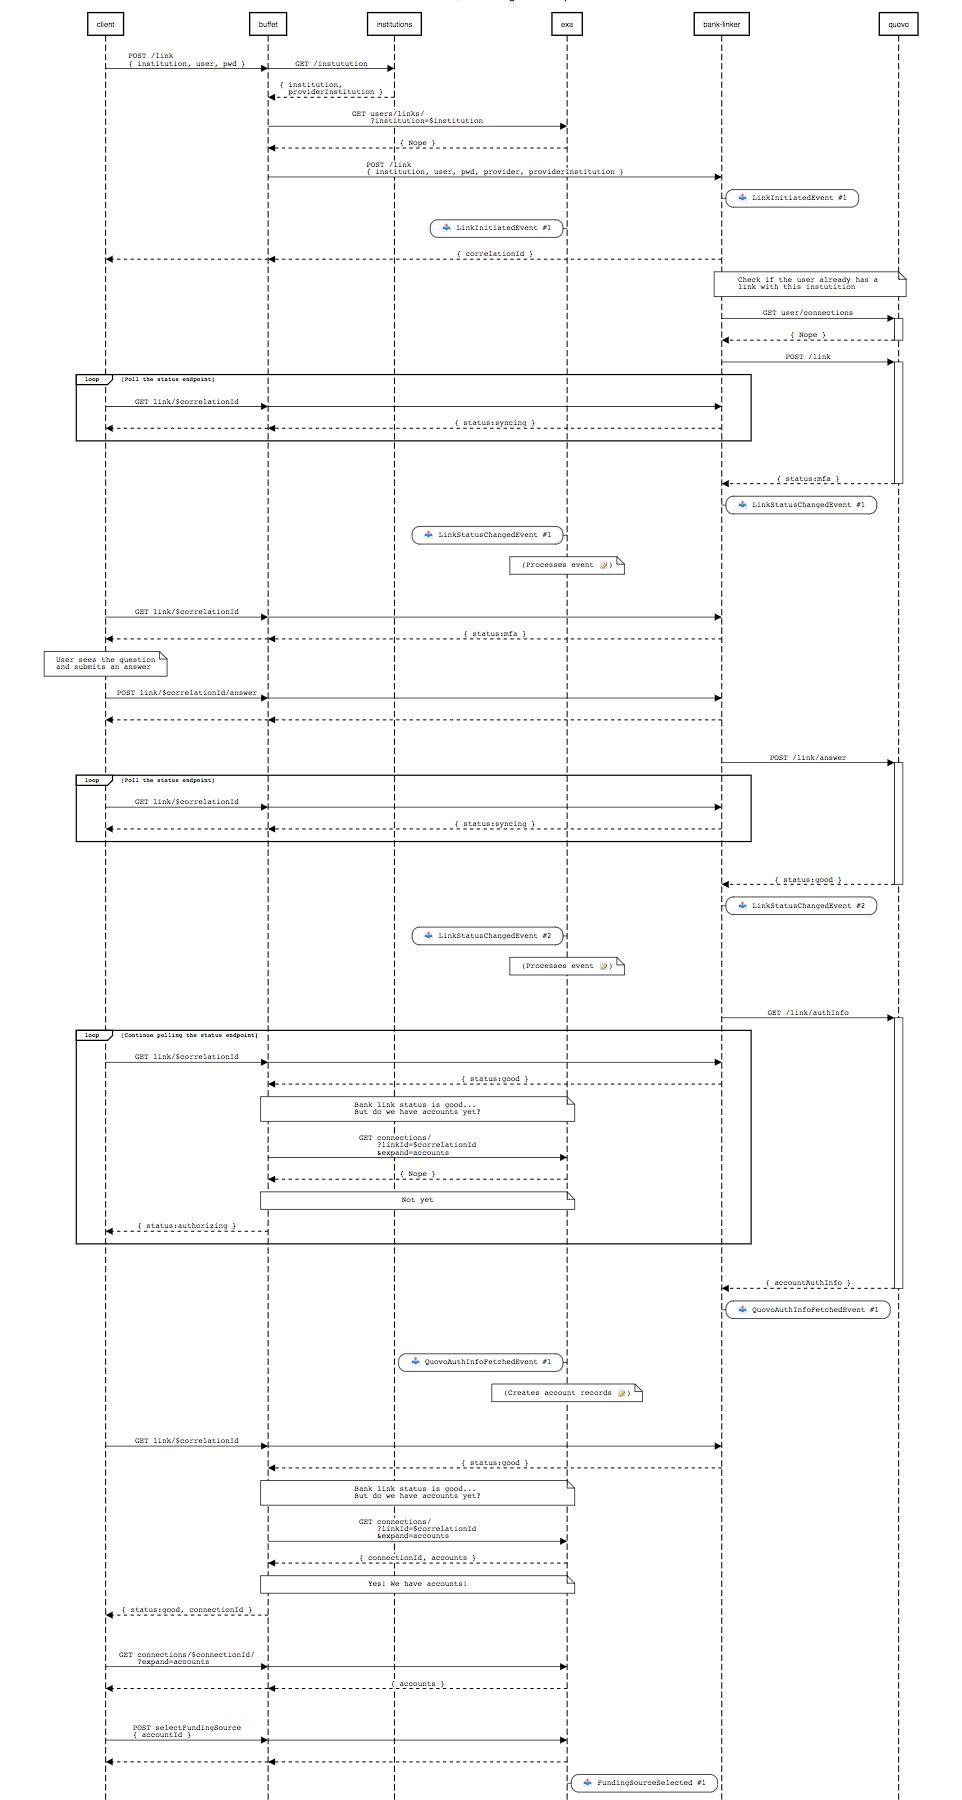 client buffet institutions exa bank-linker quovo
POST /link
{ institution, user, pwd }
GET /instutution
{ institution,
providerInstitution }
GET users/links/
?institution=$institution
{ Nope }
POST /link
{ institution, user, pwd, provider, providerInstitution }
LinkInitiatedEvent #1
LinkInitiatedEvent #1
{ correlationId }
Check if the user already has a
link with this instutition
GET user/connections
{ Nope }
POST /link
loop [Poll the status endpoint]
GET link/$correlationId
{ status:syncing }
{ status:mfa }
LinkStatusChangedEvent #1
LinkStatusChangedEvent #1
(Processes event 📝)
GET link/$correlationId
{ status:mfa }
User sees the question
and submits an answer
POST link/$correlationId/answer
POST /link/answer
loop [Poll the status endpoint]
GET link/$correlationId
{ status:syncing }
{ status:good }
LinkStatusChangedEvent #2
LinkStatusChangedEvent #2
(Processes event 📝)
GET /link/authInfo
loop [Continue polling the status endpoint]
GET link/$correlationId
{ status:good }
Bank link status is good...
But do we have accounts yet?
GET connections/
?linkId=$correlationId
&expand=accounts
{ Nope }
Not yet
{ status:authorizing }
{ accountAuthInfo }
QuovoAuthInfoFetchedEvent #1
QuovoAuthInfoFetchedEvent #1
(Creates account records 📝)
GET link/$correlationId
{ status:good }
Bank link status is good...
But do we have accounts yet?
GET connections/
?linkId=$correlationId
&expand=accounts
{ connectionId, accounts }
Yes! We have accounts!
{ status:good, connectionId }
GET connections/$connectionId/
?expand=accounts
{ accounts }
POST selectFundingSource
{ accountId }
FundingSourceSelected #1